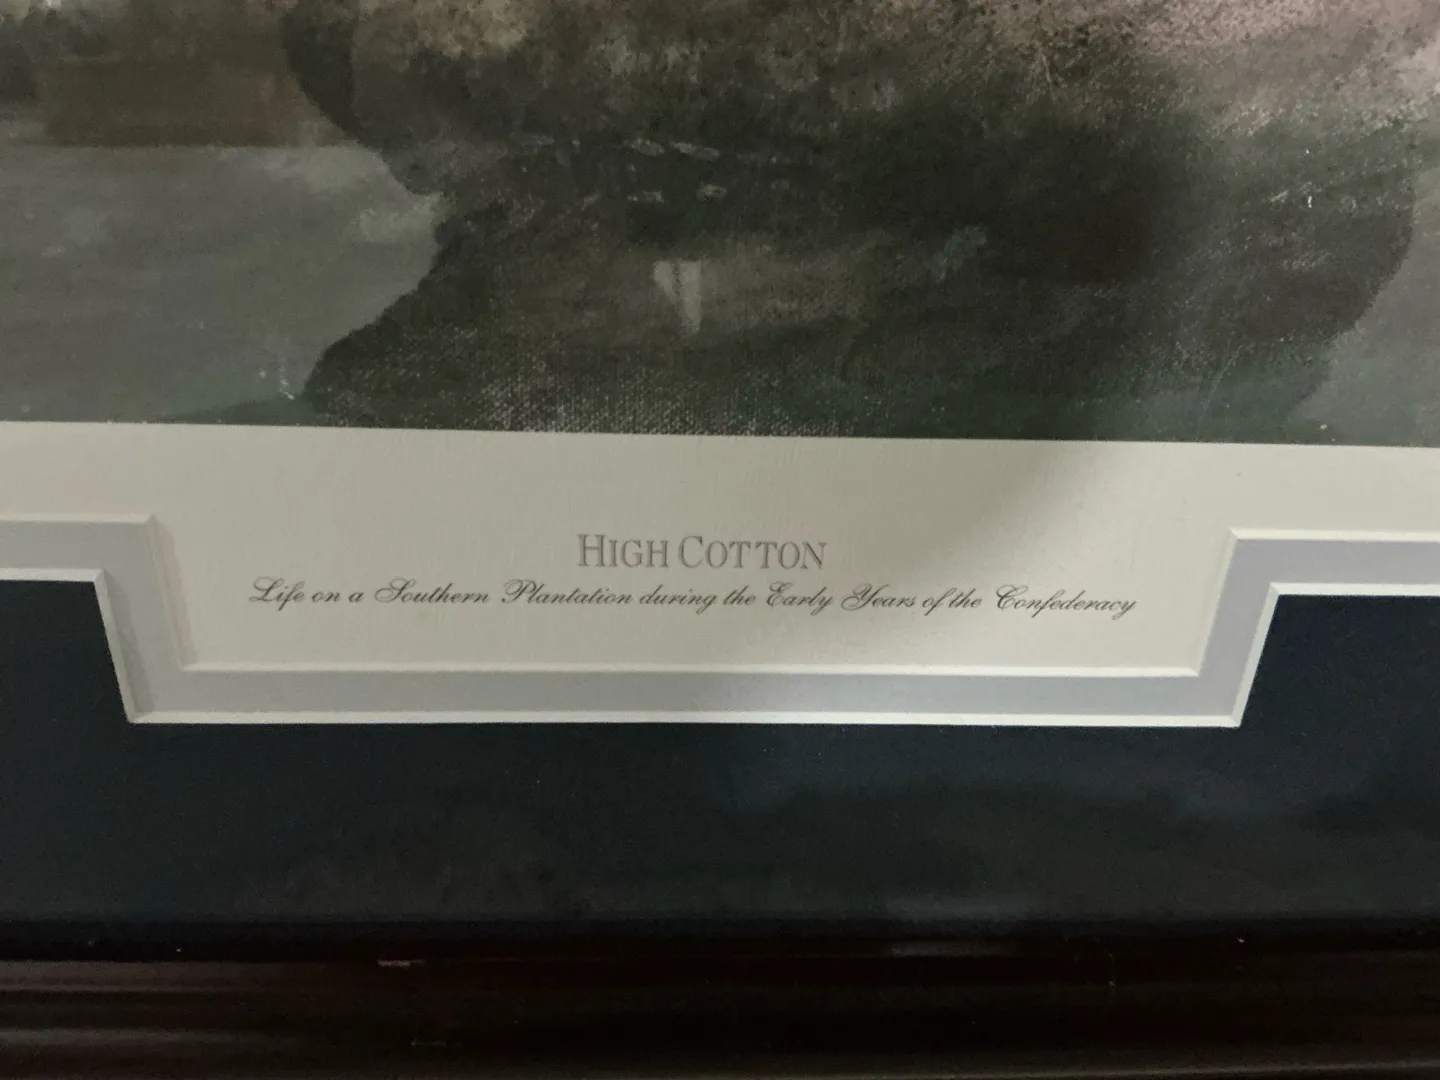 HIGH COTTON
Life on a Southern Plantation during the Early Years of the Confederacy